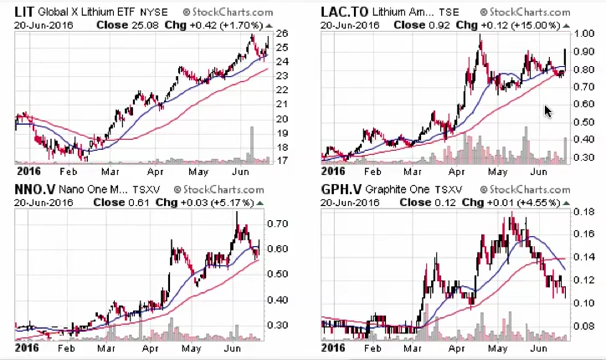 LIT Global X Lithium ETF NYSE © StockCharts.com
20-Jun-2016 Close 25.08 Chg +0.42 (+1.70%)
26
25
24
23
22
21
20
19
18
17
2016 Feb Mar Apr May Jun
LAC.TO Lithium Am... TSE © StockCharts.com
20-Jun-2016 Close 0.92 Chg +0.12 (+15.00%)
1.00
0.90
0.80
0.70
0.60
0.50
0.40
0.30
2016 Feb Mar Apr May Jun
NNO.V Nano One M... TSXV © StockCharts.com
20-Jun-2016 Close 0.61 Chg +0.03 (+5.17%)
0.70
0.60
0.50
0.40
0.30
2016 Feb Mar Apr May Jun
GPH.V Graphite One TSXV © StockCharts.com
20-Jun-2016 Close 0.12 Chg +0.01 (+4.55%)
0.18
0.16
0.14
0.12
0.10
0.08
2016 Feb Mar Apr May Jun